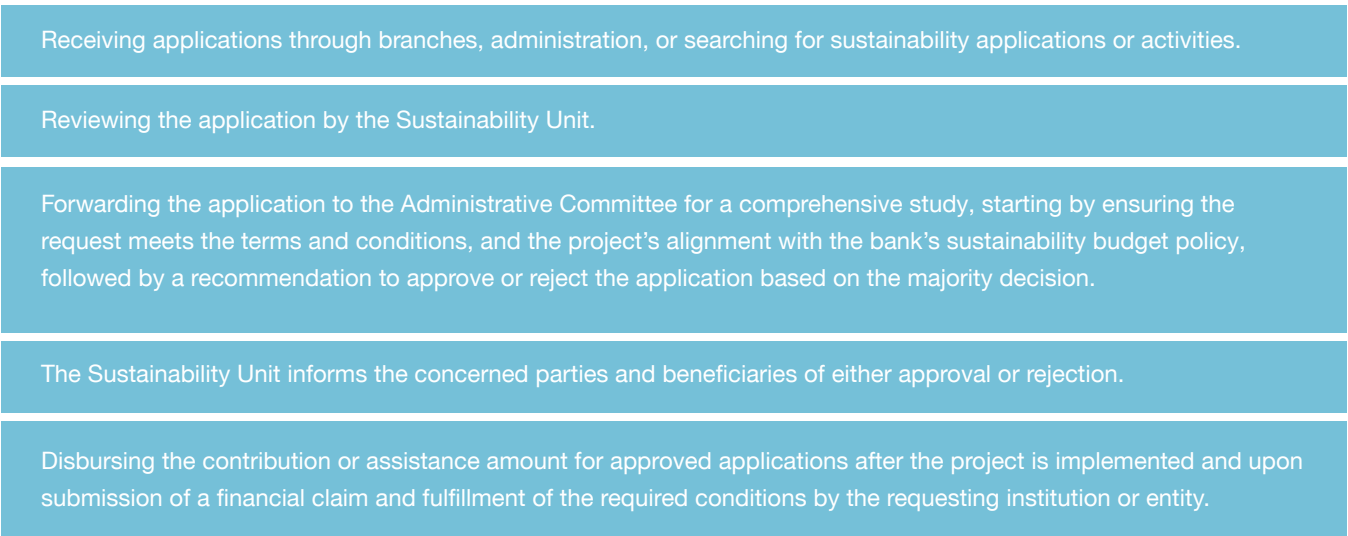 Receiving applications through branches, administration, or searching for sustainability applications or activities.
Reviewing the application by the Sustainability Unit.
Forwarding the application to the Administrative Committee for a comprehensive study, starting by ensuring the
request meets the terms and conditions, and the project’s alignment with the bank’s sustainability budget policy,
followed by a recommendation to approve or reject the application based on the majority decision.
The Sustainability Unit informs the concerned parties and beneficiaries of either approval or rejection.
Disbursing the contribution or assistance amount for approved applications after the project is implemented and upon
submission of a financial claim and fulfillment of the required conditions by the requesting institution or entity.